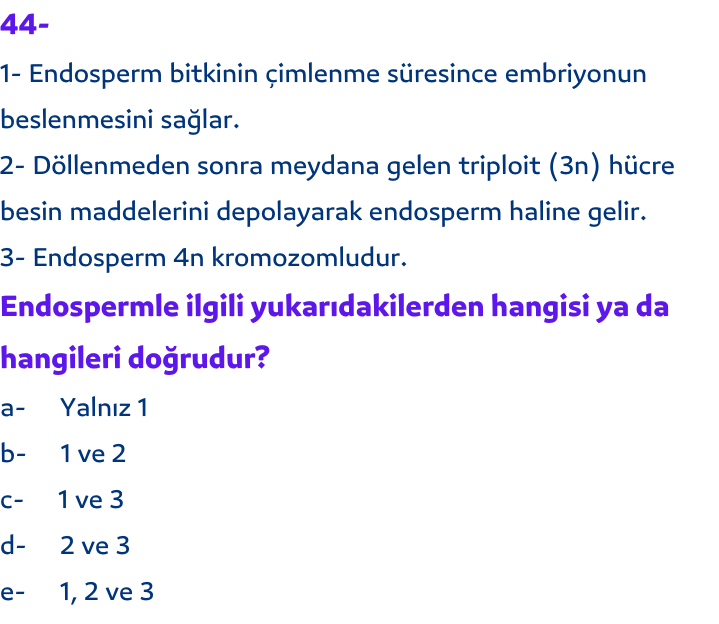 44-
1- Endosperm bitkinin çimlenme süresince embriyonun
beslenmesini sağlar.
2- Döllenmeden sonra meydana gelen triploit (3n) hücre
besin maddelerini depolayarak endosperm haline gelir.
3- Endosperm 4n kromozomludur.
Endospermle ilgili yukarıdakilerden hangisi ya da
hangileri doğrudur?
a- Yalnız 1
b- 1 ve 2
c- 1 ve 3
d- 2 ve 3
e- 1, 2 ve 3